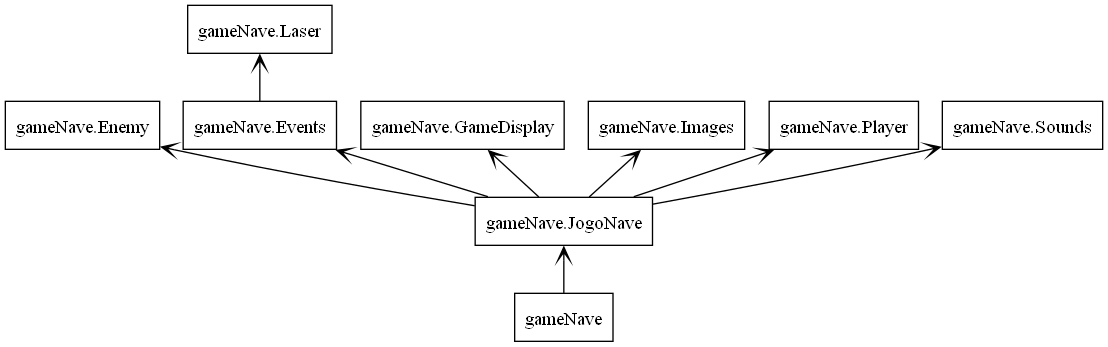 gameNave.Laser
gameNave.Enemy
gameNave.Events
gameNave.GameDisplay
gameNave.Images
gameNave.Player
gameNave.Sounds
gameNave.JogoNave
gameNave